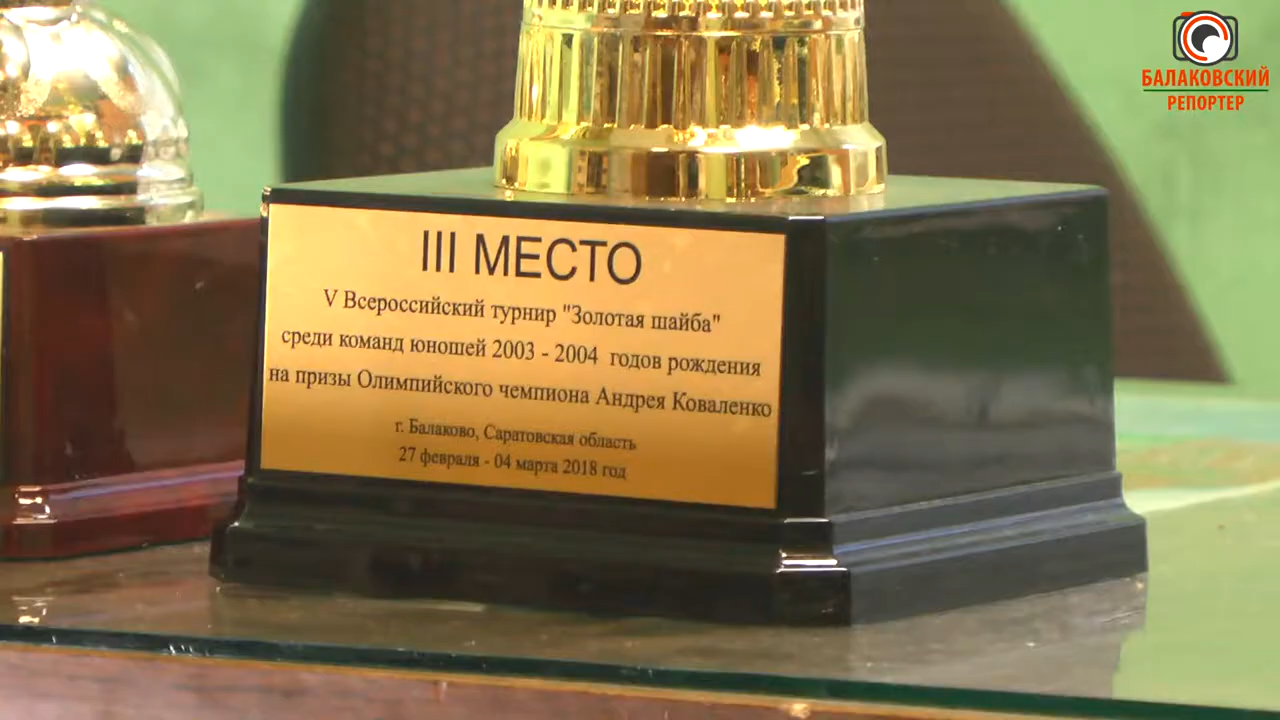 БАЛАКОВСКИЙ
РЕПОРТЕР
III МЕСТО
V Всероссийский турнир "Золотая шайба"
среди команд юношей 2003 - 2004 годов рождения
на призы Олимпийского чемпиона Андрея Коваленко
г. Балаково, Саратовская область
27 февраля - 04 марта 2018 год